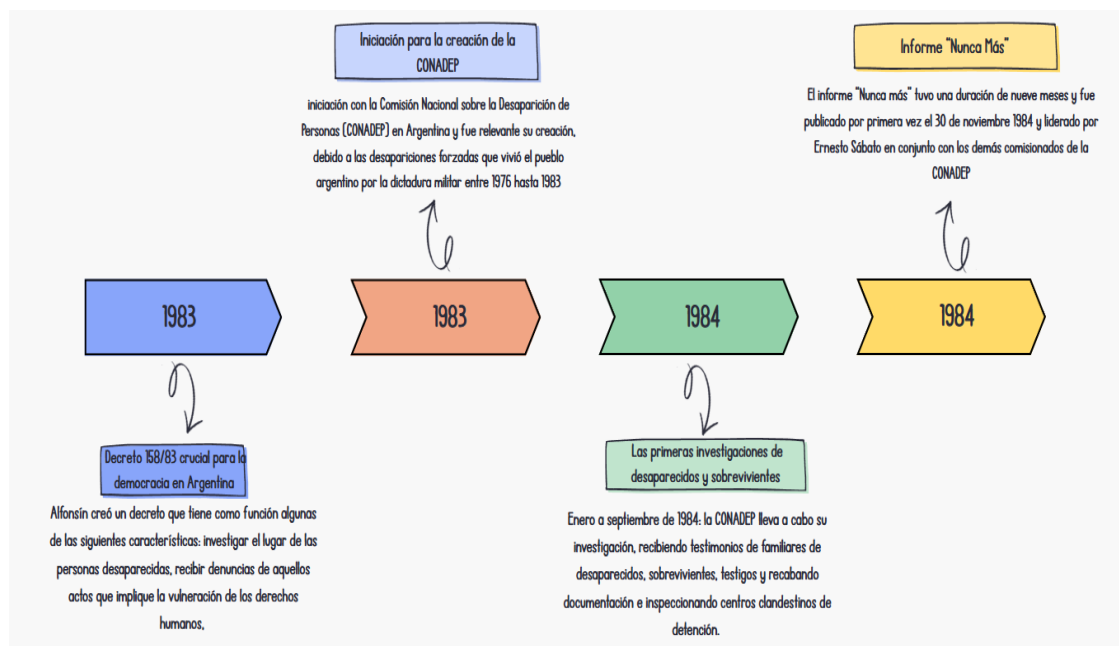 Iniciación para la creación de la
CONADEP
iniciación con la Comisión Nacional sobre la Desaparición de
Personas (CONADEP) en Argentina y fue relevante su creación,
debido a las desapariciones forzadas que vivió el pueblo
argentino por la dictadura militar entre 1976 hasta 1983
Informe "Nunca Más"
El informe "Nunca más" tuvo una duración de nueve meses y fue
publicado por primera vez el 30 de noviembre 1984 y liderado por
Ernesto Sábato en conjunto con los demás comisionados de la
CONADEP
1983
1983
1984
1984
Decreto 158/83 crucial para la
democracia en Argentina
Alfonsín creó un decreto que tiene como función algunas
de las siguientes características: investigar el lugar de las
personas desaparecidas, recibir denuncias de aquellos
actos que implique la vulneración de los derechos
humanos,
Las primeras investigaciones de
desaparecidos y sobrevivientes
Enero a septiembre de 1984: la CONADEP lleva a cabo su
investigación, recibiendo testimonios de familiares de
desaparecidos, sobrevivientes, testigos y recabando
documentación e inspeccionando centros clandestinos de
detención.